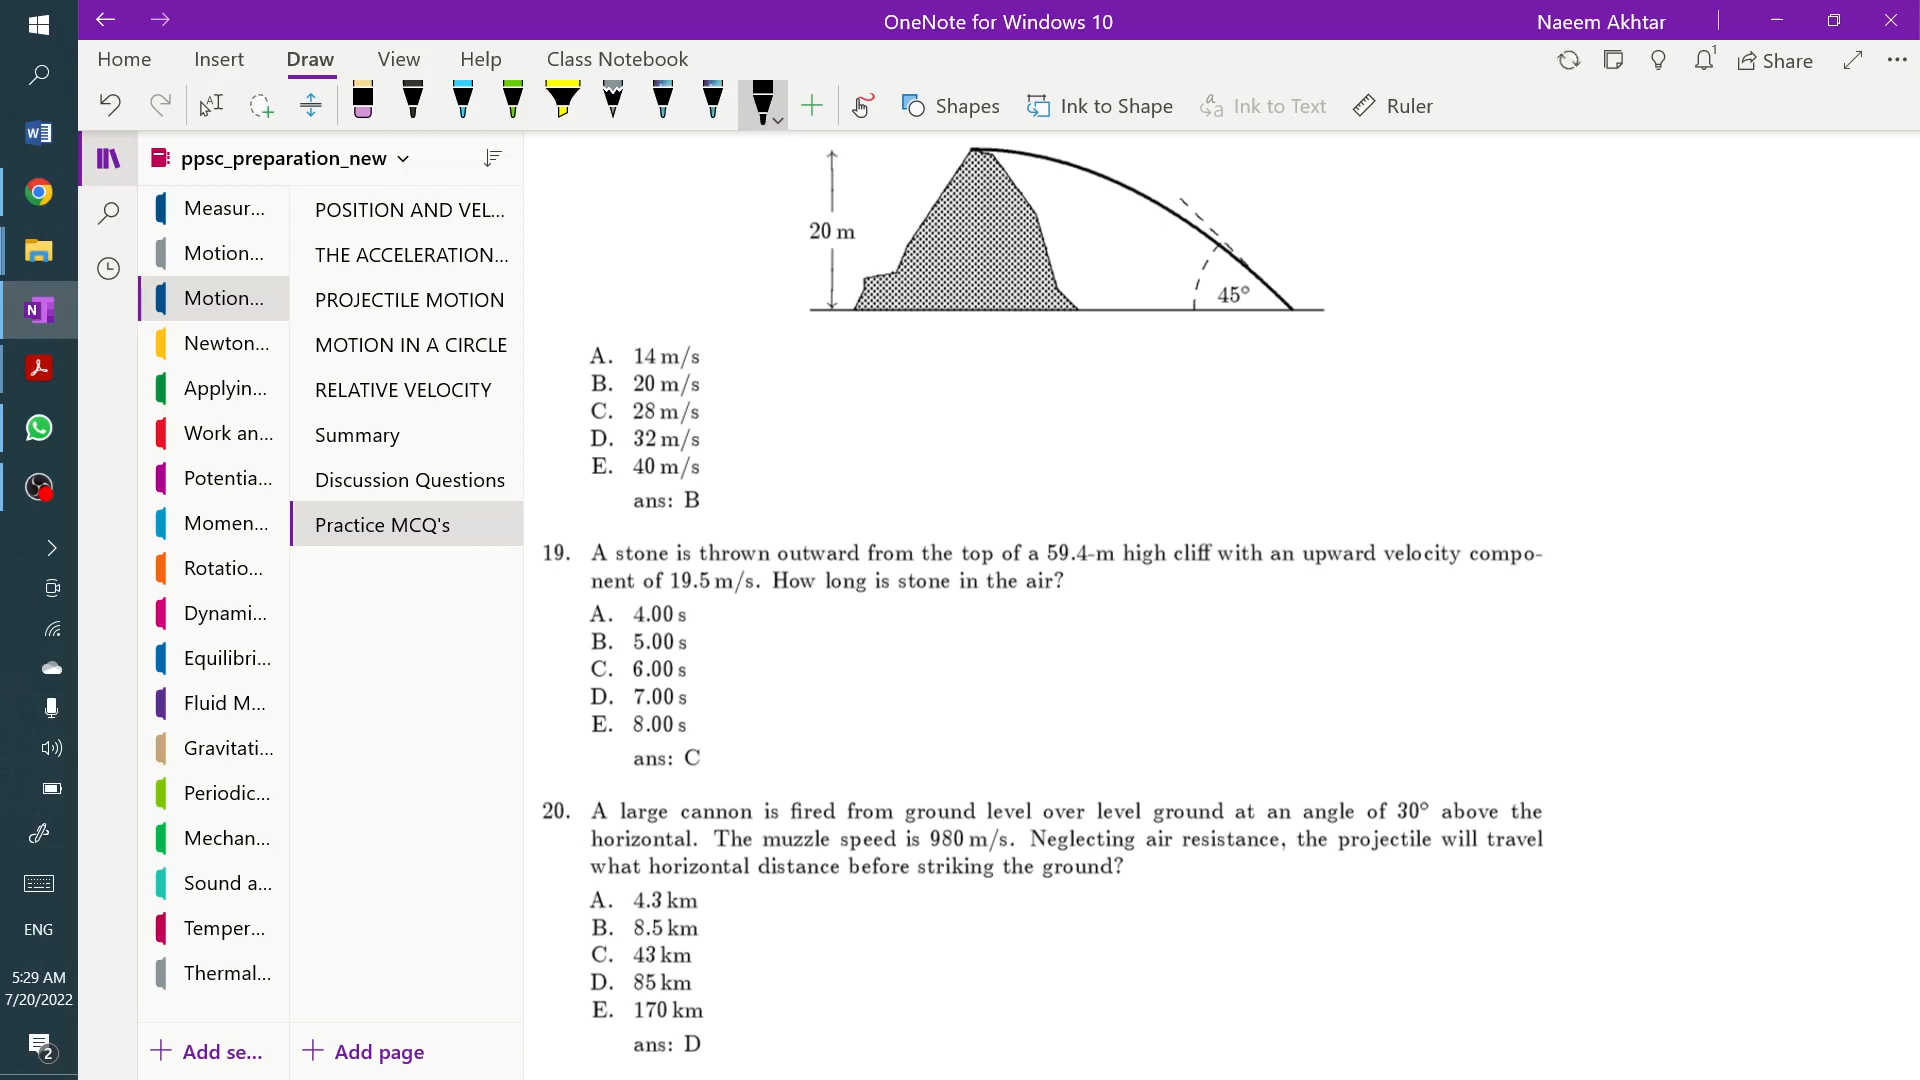 OneNote for Windows 10
Naeem Akhtar
Home
Insert
Draw
View
Help
Class Notebook
1
Share
Shapes
Ink to Shape
Ink to Text
Ruler
ppsc_preparation_new
Measur...
Motion...
Motion...
Newton...
Applyin...
Work an...
Potentia...
Momen...
Rotatio...
Dynami...
Equilibri...
Fluid M...
Gravitati...
Periodic...
Mechan...
Sound a...
Temper...
Thermal...
Add se...
POSITION AND VEL...
THE ACCELERATION...
PROJECTILE MOTION
MOTION IN A CIRCLE
RELATIVE VELOCITY
Summary
Discussion Questions
Practice MCQ's
Add page
20 m
45°
A. 14 m/s
B. 20 m/s
C. 28 m/s
D. 32 m/s
E. 40 m/s
ans: B
19. A stone is thrown outward from the top of a 59.4-m high cliff with an upward velocity compo-
nent of 19.5 m/s. How long is stone in the air?
A. 4.00 s
B. 5.00 s
C. 6.00 s
D. 7.00 s
E. 8.00 s
ans: C
20. A large cannon is fired from ground level over level ground at an angle of 30° above the
horizontal. The muzzle speed is 980 m/s. Neglecting air resistance, the projectile will travel
what horizontal distance before striking the ground?
A. 4.3 km
B. 8.5 km
C. 43 km
D. 85 km
E. 170 km
ans: D
ENG
5:29 AM
7/20/2022
2